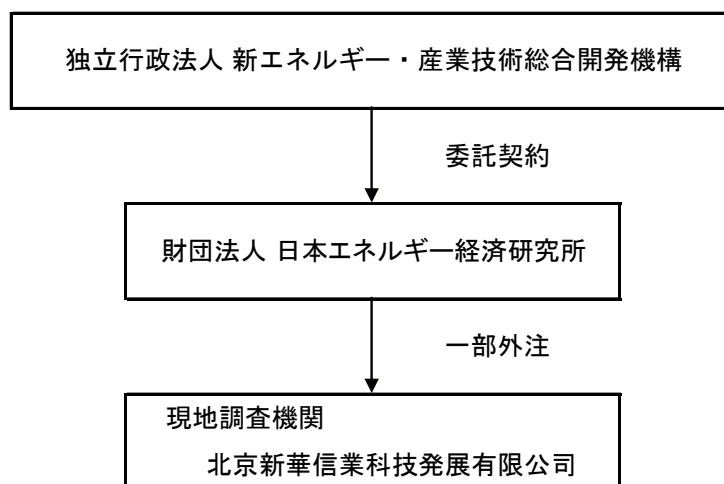 独立行政法人 新エネルギー・産業技術総合開発機構
委託契約
財団法人 日本エネルギー経済研究所
一部外注
現地調査機関
北京新華信業科技発展有限公司